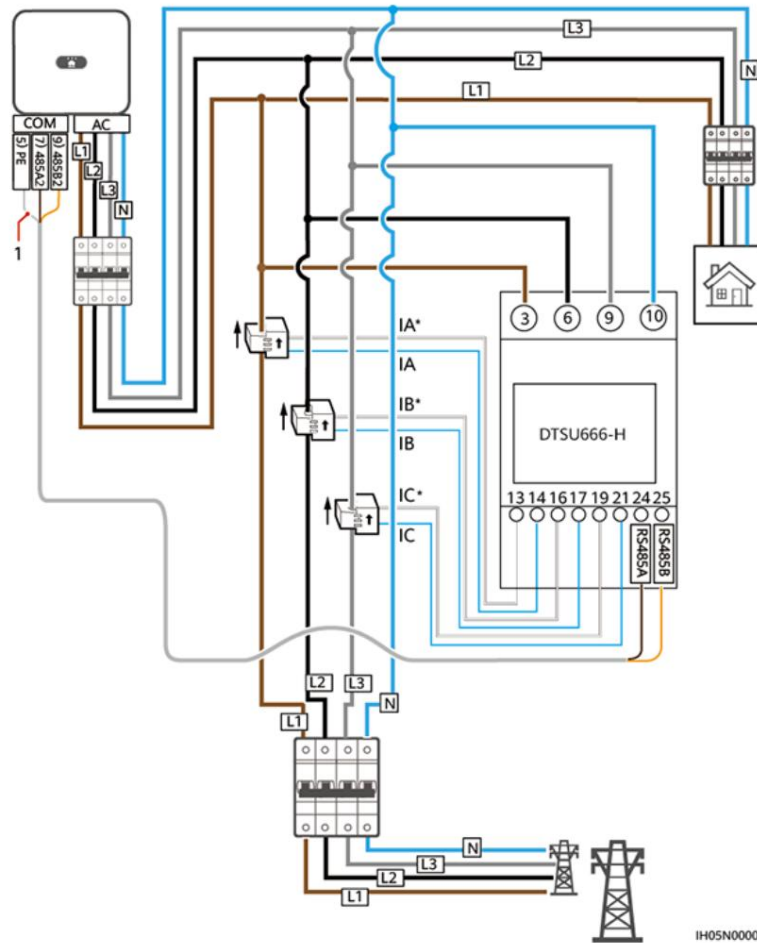 L3
L2
N
L1
COM
AC
5) PE
7) 485A2
9) 485B2
L1
L2
L3
N
1
3
6
9
10
IA*
IA
IB*
IB
IC*
IC
DTSU666-H
13 14 16 17 19 21 24 25
RS485A
RS485B
L2
L3
N
L1
N
L3
L2
L1
IH05N0000